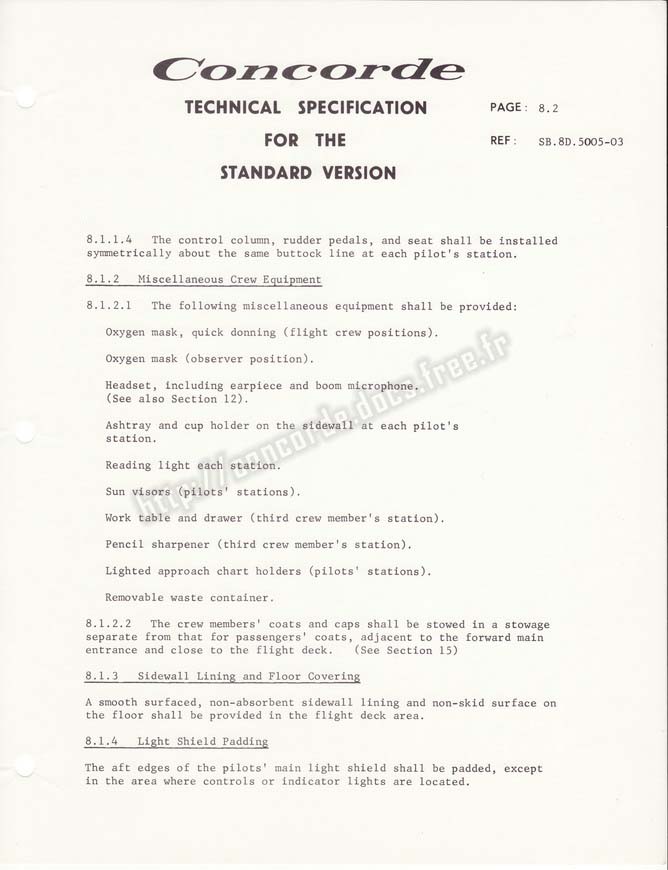 Concorde
TECHNICAL SPECIFICATION
FOR THE
STANDARD VERSION
PAGE: 8.2
REF: SB.8D.5005-03
8.1.1.4 The control column, rudder pedals, and seat shall be installed
symmetrically about the same buttock line at each pilot's station.
8.1.2 Miscellaneous Crew Equipment
8.1.2.1 The following miscellaneous equipment shall be provided:
Oxygen mask, quick donning (flight crew positions).
Oxygen mask (observer position).
Headset, including earpiece and boom microphone.
(See also Section 12).
Ashtray and cup holder on the sidewall at each pilot's
station.
Reading light each station.
Sun visors (pilots' stations).
Work table and drawer (third crew member's station).
Pencil sharpener (third crew member's station).
Lighted approach chart holders (pilots' stations).
Removable waste container.
8.1.2.2 The crew members' coats and caps shall be stowed in a stowage
separate from that for passengers' coats, adjacent to the forward main
entrance and close to the flight deck. (See Section 15)
8.1.3 Sidewall Lining and Floor Covering
A smooth surfaced, non-absorbent sidewall lining and non-skid surface on
the floor shall be provided in the flight deck area.
8.1.4 Light Shield Padding
The aft edges of the pilots' main light shield shall be padded, except
in the area where controls or indicator lights are located.
http://concorde.docs.free.fr